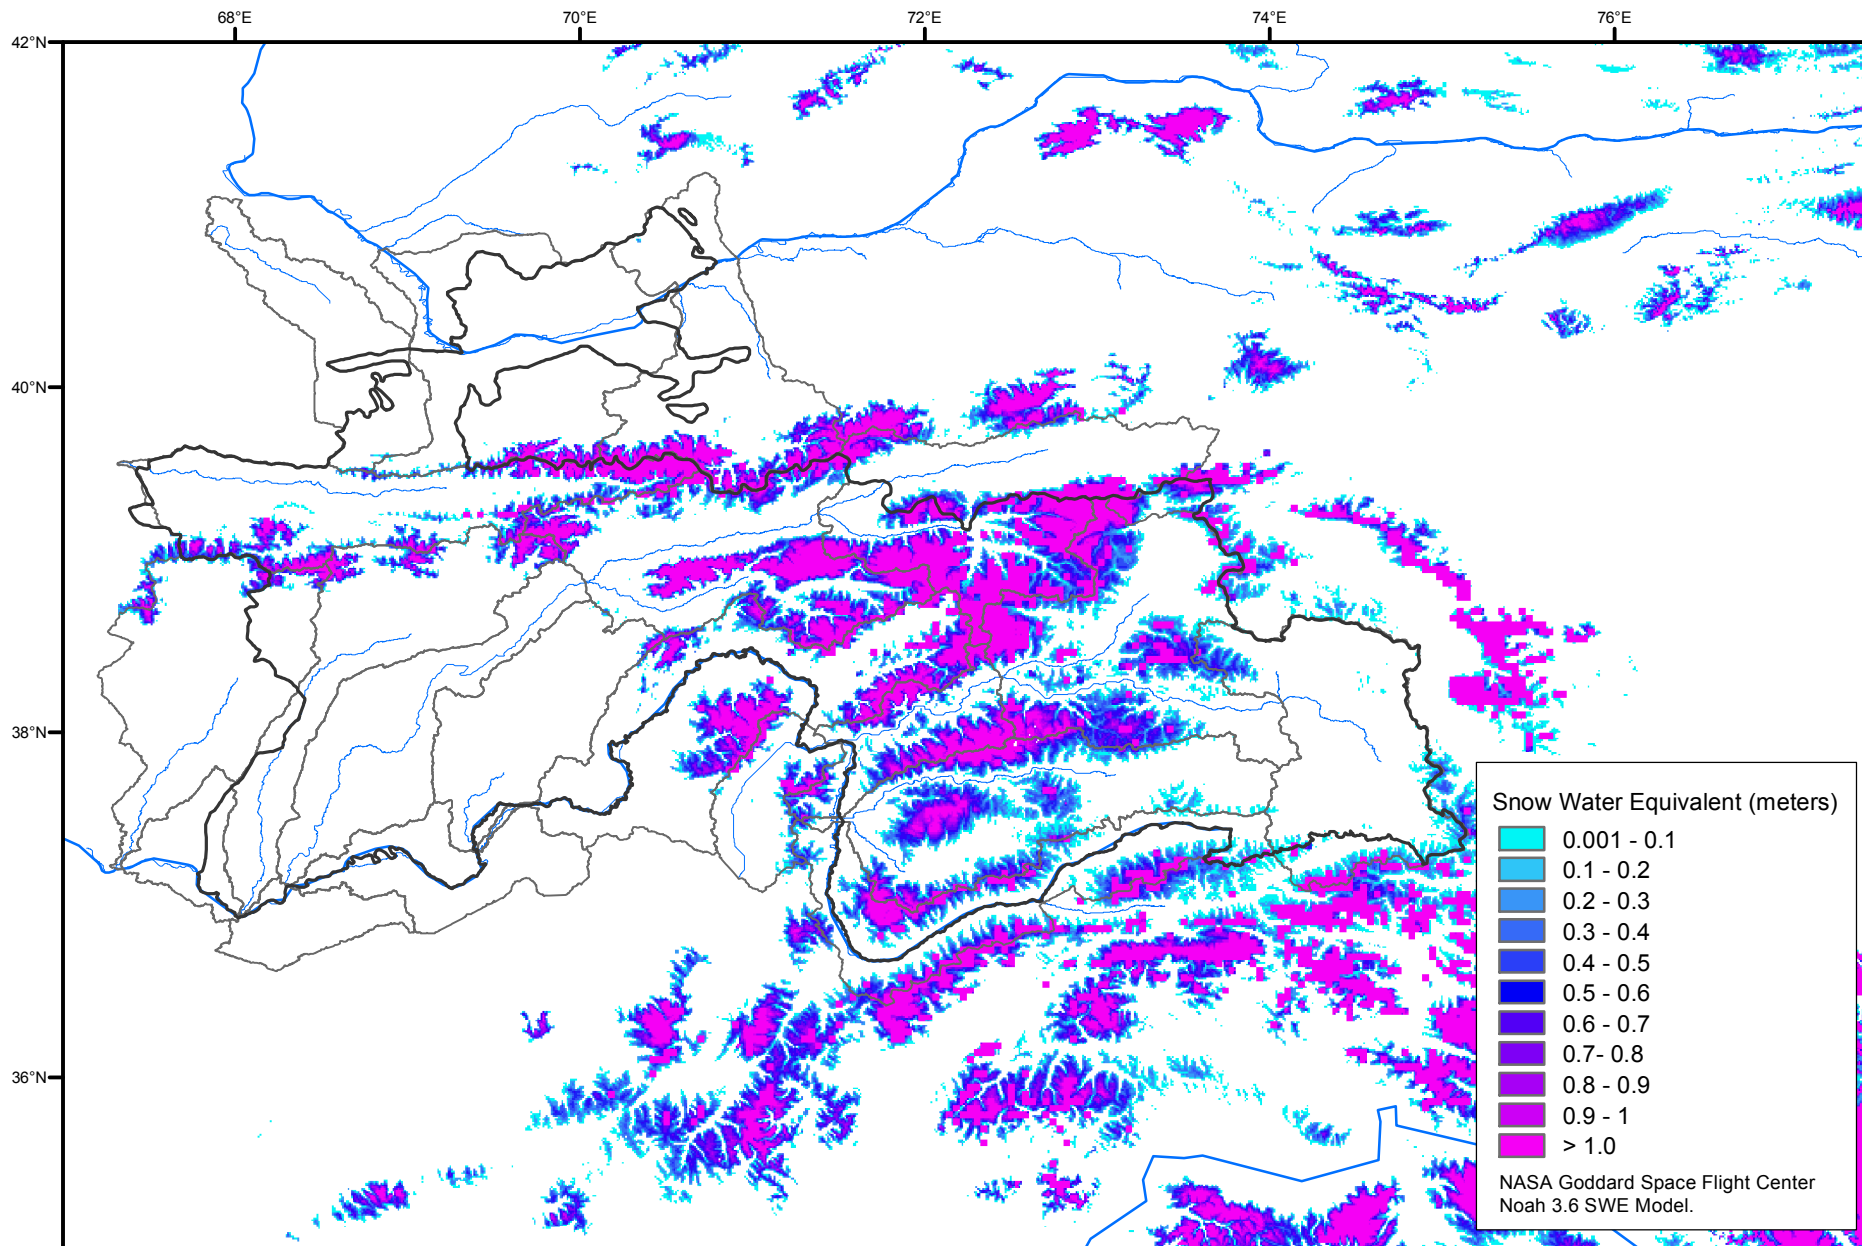 68°E 70°E 72°E 74°E 76°E
42°N
40°N
38°N
36°N
Snow Water Equivalent (meters)
0.001 - 0.1
0.1 - 0.2
0.2 - 0.3
0.3 - 0.4
0.4 - 0.5
0.5 - 0.6
0.6 - 0.7
0.7- 0.8
0.8 - 0.9
0.9 - 1
> 1.0
NASA Goddard Space Flight Center
Noah 3.6 SWE Model.